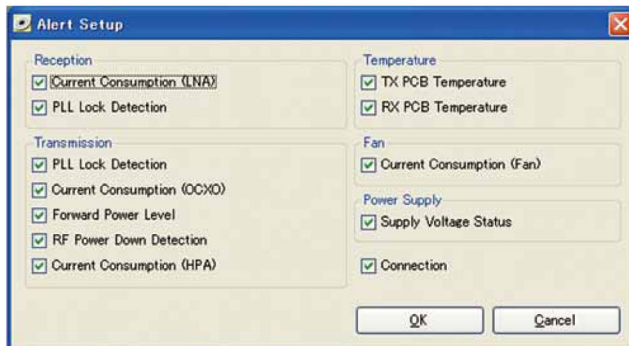 Alert Setup
Reception
Current Consumption (LNA)
PLL Lock Detection
Transmission
PLL Lock Detection
Current Consumption (OCXO)
Forward Power Level
RF Power Down Detection
Current Consumption (HPA)
Temperature
TX PCB Temperature
RX PCB Temperature
Fan
Current Consumption (Fan)
Power Supply
Supply Voltage Status
Connection
OK
Cancel